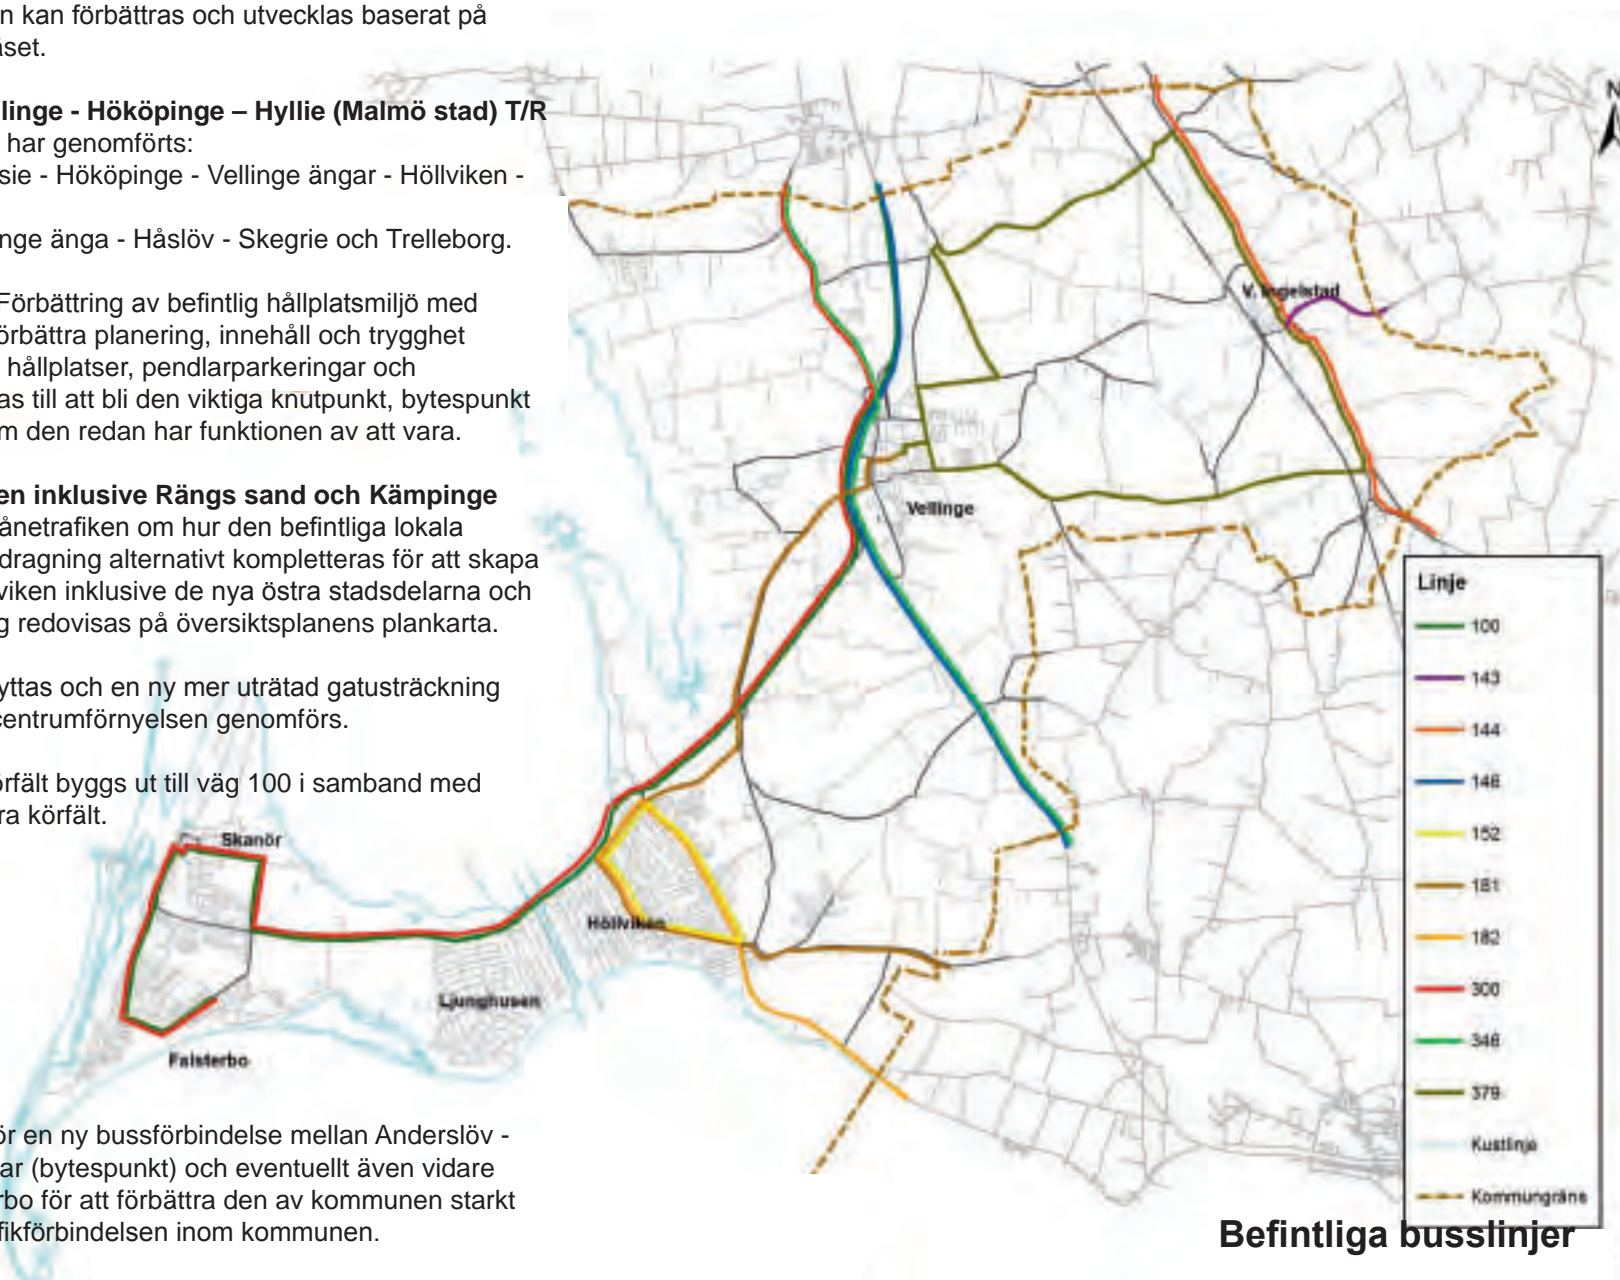 n kan förbättras och utvecklas baserat på
äset.
linge - Hököpinge – Hyllie (Malmö stad) T/R
har genomförts:
sie - Hököpinge - Vellinge ängar - Höllviken -
nge änga - Håslöv - Skegrie och Trelleborg.
Förbättring av befintlig hållplatsmiljö med
örbättra planering, innehåll och trygghet
hållplatser, pendlarparkeringar och
as till att bli den viktiga knutpunkt, bytespunkt
m den redan har funktionen av att vara.
en inklusive Rängs sand och Kämpinge
ånetrafiken om hur den befintliga lokala
dragning alternativt kompletteras för att skapa
viken inklusive de nya östra stadsdelarna och
g redovisas på översiktsplanens plankarta.
yttas och en ny mer uträtad gatusträckning
centrumförnyelsen genomförs.
örfält byggs ut till väg 100 i samband med
ra körfält.
ör en ny bussförbindelse mellan Anderslöv -
ar (bytespunkt) och eventuellt även vidare
rbo för att förbättra den av kommunen starkt
fikförbindelsen inom kommunen.
N
V. Ingelstad
Vellinge
Skanör
Höllviken
Ljunghusen
Falsterbo
Linje
100
143
144
146
152
181
182
300
346
379
Kustlinje
Kommungräns
Befintliga busslinjer